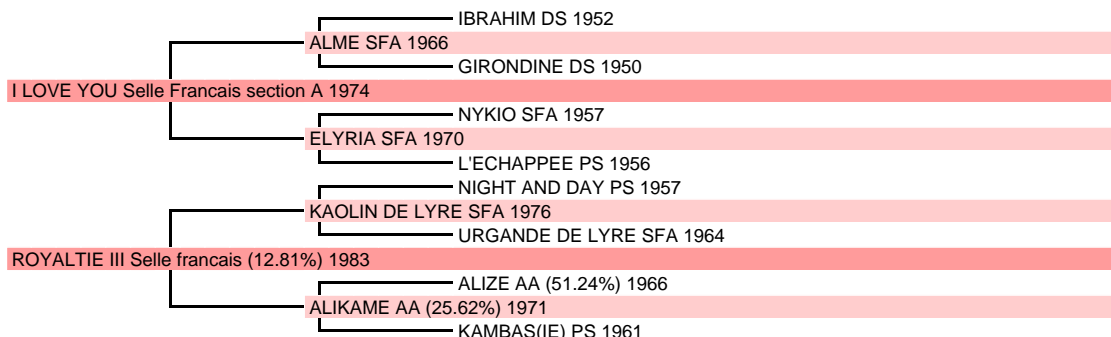 IBRAHIM DS 1952
ALME SFA 1966
GIRONDINE DS 1950
I LOVE YOU Selle Francais section A 1974
NYKIO SFA 1957
ELYRIA SFA 1970
L'ECHAPPEE PS 1956
NIGHT AND DAY PS 1957
KAOLIN DE LYRE SFA 1976
URGANDE DE LYRE SFA 1964
ROYALTIE III Selle francais (12.81%) 1983
ALIZE AA (51.24%) 1966
ALIKAME AA (25.62%) 1971
KAMBAS(IE) PS 1961